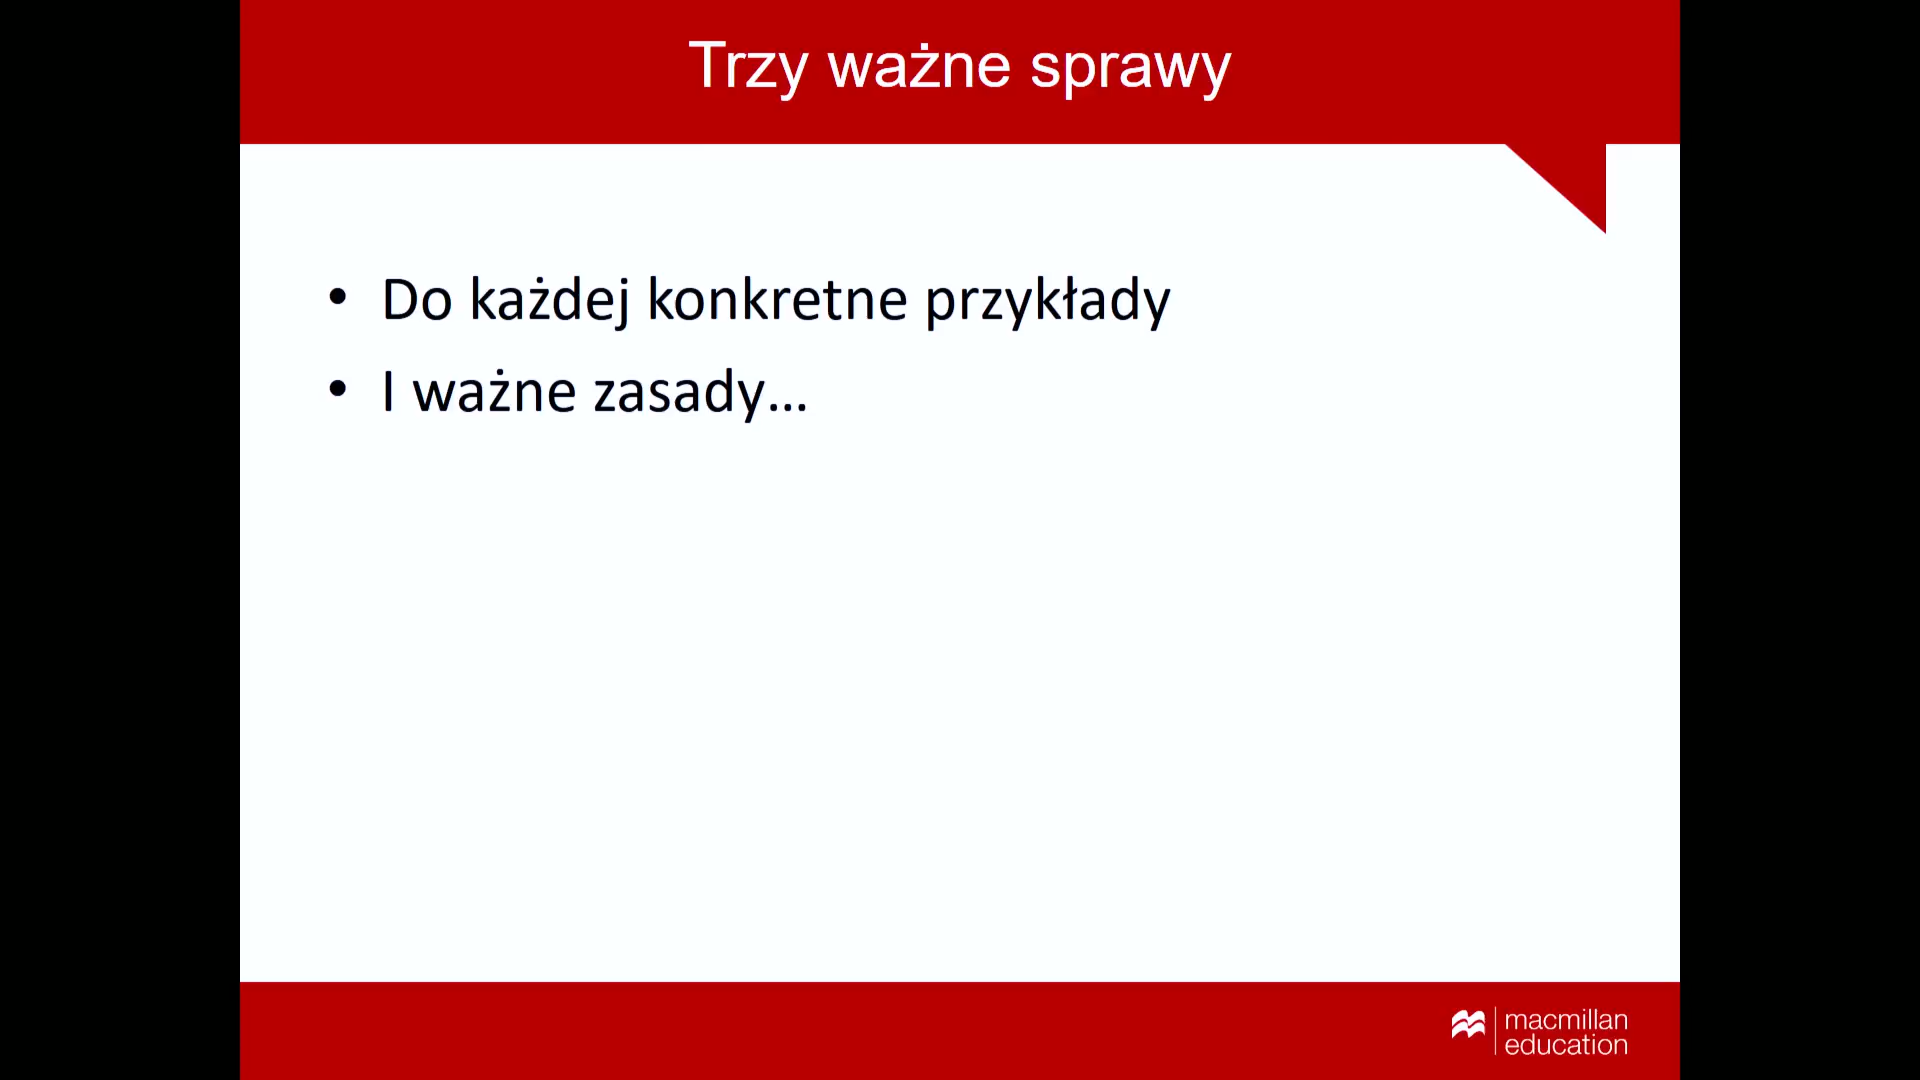 Trzy ważne sprawy
• Do każdej konkretne przykłady
• I ważne zasady...
macmillan
education